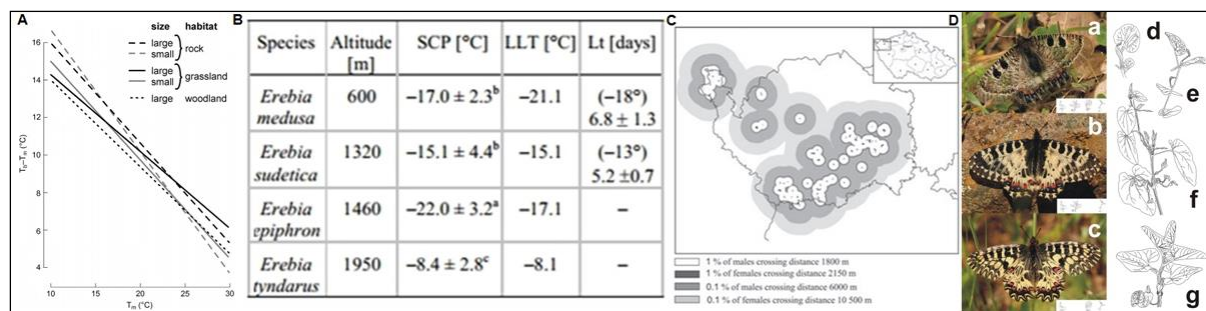 A
size habitat
large
small
rock
large
small
grassland
large woodland
16
14
12
10
8
6
4
10 15 20 25 30
Tm (°C)
Tb–Tm (°C)
B
Species Altitude [m] SCP [°C] LLT [°C] Lt [days]
Erebia medusa 600 –17.0 ± 2.3b –21.1 (–18°) 6.8 ± 1.3
Erebia sudetica 1320 –15.1 ± 4.4b –15.1 (–13°) 5.2 ±0.7
Erebia epiphron 1460 –22.0 ± 3.2a –17.1 –
Erebia tyndarus 1950 –8.4 ± 2.8c –8.1 –
C
1 % of males crossing distance 1800 m
1 % of females crossing distance 2150 m
0.1 % of males crossing distance 6000 m
0.1 % of females crossing distance 10 500 m
D
a
b
c
d
e
f
g